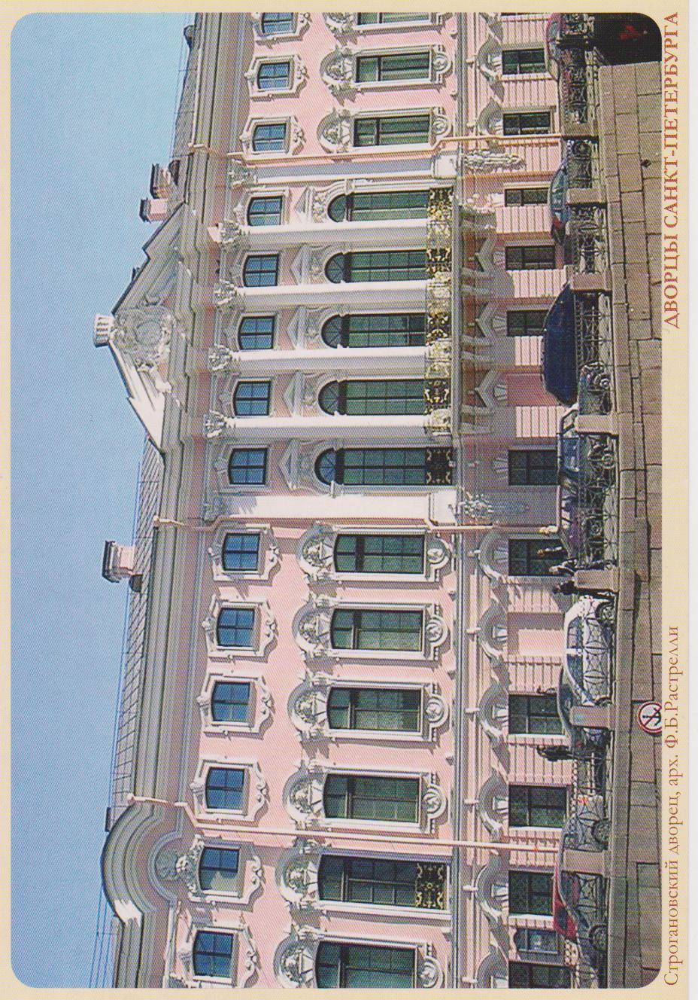 Строгановский дворец, арх. Ф.Б.Растрелли
ДВОРЦЫ САНКТ-ПЕТЕРБУРГА